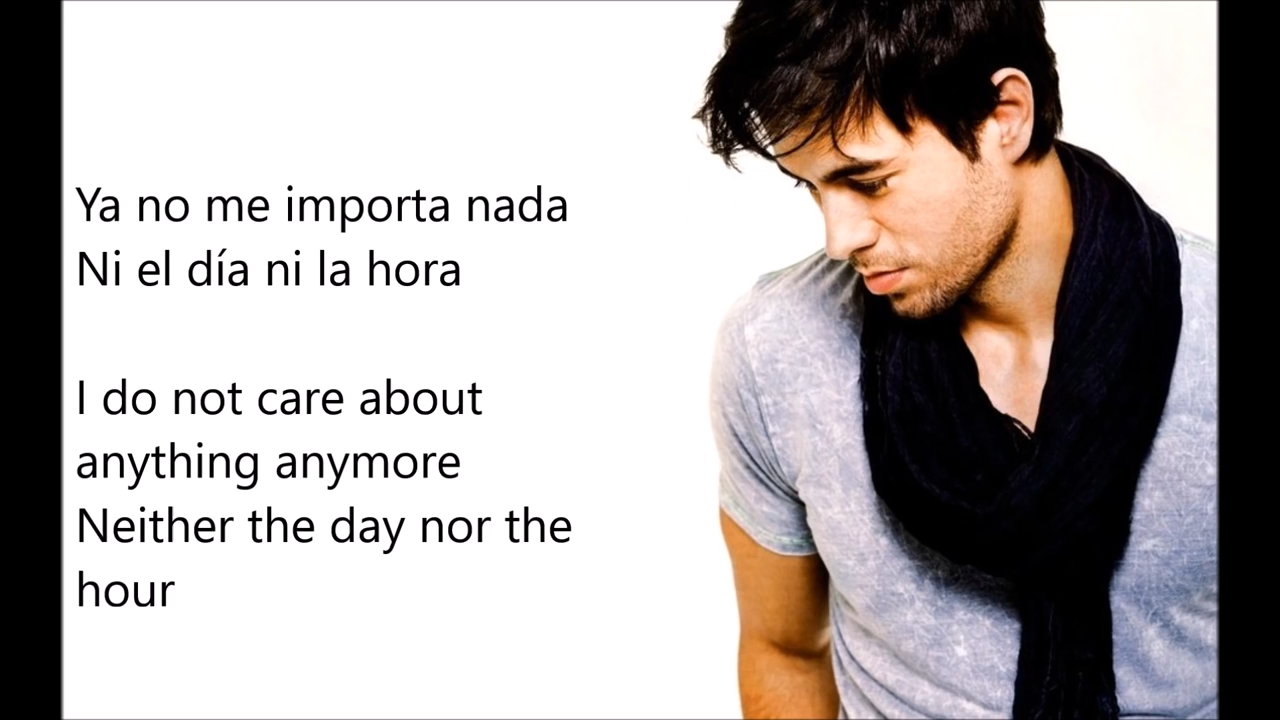 Ya no me importa nada
Ni el día ni la hora
I do not care about
anything anymore
Neither the day nor the
hour